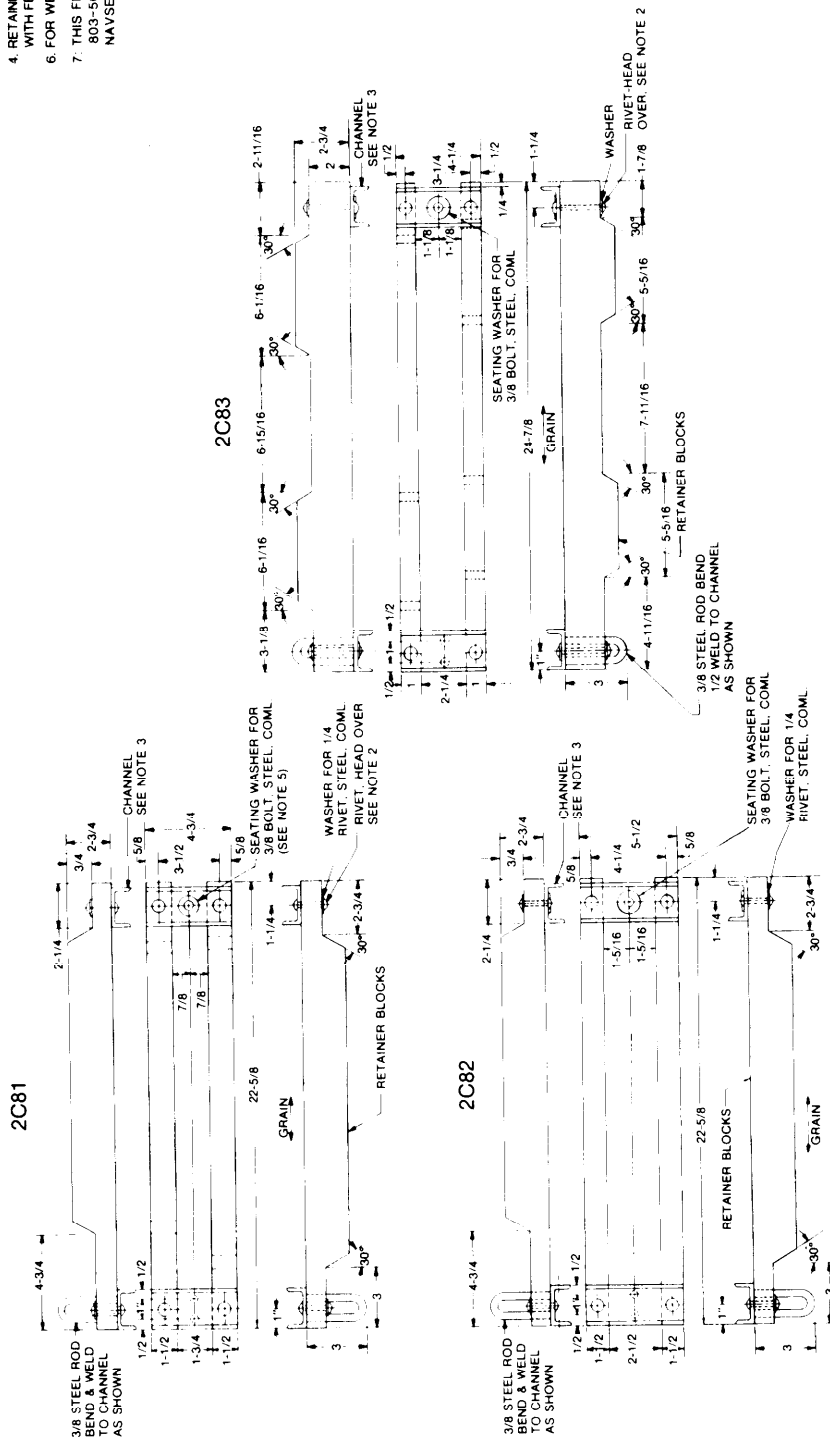 4. RETAINE
WITH FE
6. FOR WE
7: THIS F
803-50
NAVSE
2C81
2-1/4
3/4
2-3/4
CHANNEL
SEE NOTE 3
4-3/4
3/8 STEEL ROD
BEND & WELD
TO CHANNEL
AS SHOWN
5/8
4-3/4
3-1/2
5/8
SEATING WASHER FOR
3/8 BOLT, STEEL, COML
(SEE NOTE 5)
7/8
7/8
1/2
1"
1/2
1-1/2
1-3/4
1-1/2
22-5/8
GRAIN
1-1/4
WASHER FOR 1/4
RIVET, STEEL, COML
RIVET, HEAD OVER
SEE NOTE 2
2-3/4
30°
RETAINER BLOCKS
30°
1"
3
3
2C82
2-1/4
3/4
2-3/4
CHANNEL
SEE NOTE 3
4-3/4
3/8 STEEL ROD
BEND & WELD
TO CHANNEL
AS SHOWN
5/8
5-1/2
4-1/4
5/8
1-5/16
1-5/16
SEATING WASHER FOR
3/8 BOLT, STEEL, COML
1/2
1"
1/2
1-1/2
2-1/2
1-1/2
22-5/8
RETAINER BLOCKS
1-1/4
WASHER FOR 1/4
RIVET, STEEL, COML
2-3/4
30°
GRAIN
30°
1"
3
3
2C83
3-1/8
6-1/16
6-15/16
6-1/16
2-11/16
30°
30°
30°
30°
2
2-3/4
CHANNEL
SEE NOTE 3
1/2
4-1/4
3-1/4
1/2
1/4
1-1/8
1-1/8
SEATING WASHER FOR
3/8 BOLT, STEEL, COML
1/2
1
1/2
1
2-1/4
1
24-7/8
GRAIN
1-1/4
WASHER
RIVET-HEAD
OVER, SEE NOTE 2
1-7/8
30°
5-5/16
30°
7-11/16
30°
5-5/16
30°
4-11/16
RETAINER BLOCKS
1"
3
3/8 STEEL ROD BEND
1/2 WELD TO CHANNEL
AS SHOWN